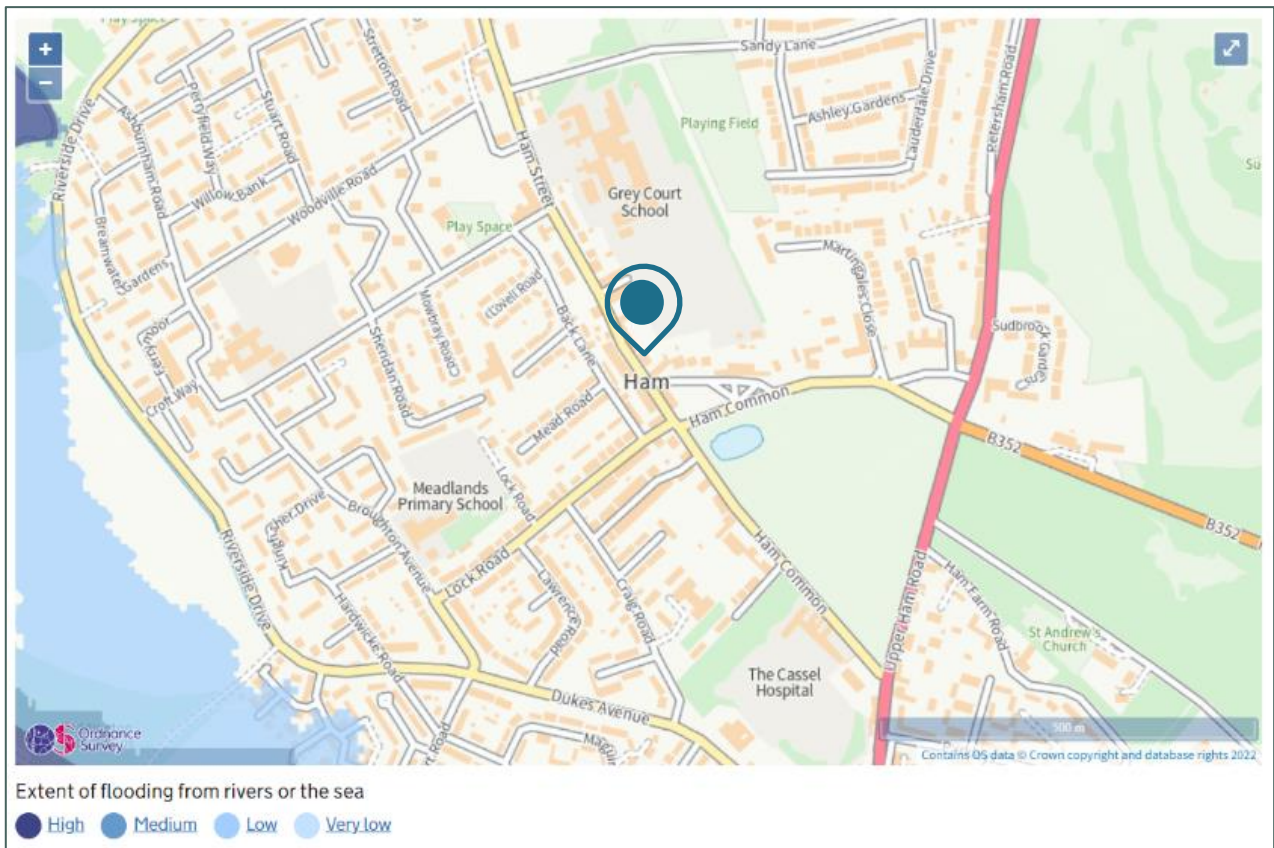 Play Space
+
−
Sandy Lane
Stretton Road
Riverside Drive
Ashburnham Road
Perryfield Way
Stuart Road
Ham Street
Playing Field
Ashley Gardens
Lauderdale Drive
Petersham Road
Willow Bank
Woodville Road
Grey Court
School
Play Space
Breamwater
Gardens
Martingales Close
Lovell Road
Back Lane
Mowbray Road
Sheridan Road
Croft Way
Sudbrook
Gardens
Ham
Ham Common
Mead Road
B352
B352
Meadlands
Primary School
Lock Road
Broughton Avenue
Riverside Drive
Hardwicke Road
Lock Road
Lawrence Road
Craig Road
Ham Common
Upper Ham Road
Ham Farm Road
St Andrew's
Church
The Cassel
Hospital
Dukes Avenue
Ordnance
Survey
500 m
Contains OS data © Crown copyright and database rights 2022
Extent of flooding from rivers or the sea
High Medium Low Very low